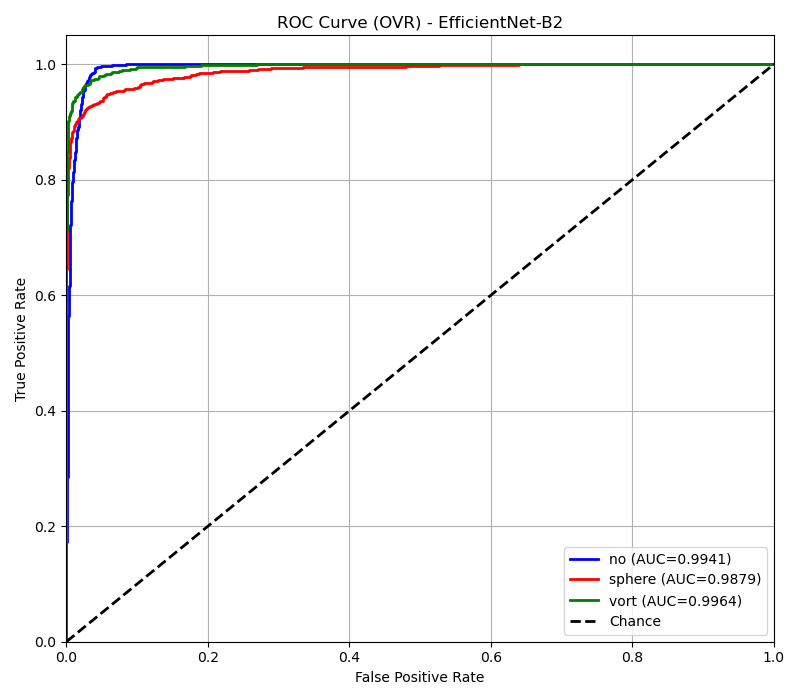 ROC Curve (OVR) - EfficientNet-B2
True Positive Rate
1.0
0.8
0.6
0.4
0.2
0.0
0.0 0.2 0.4 0.6 0.8 1.0
False Positive Rate
no (AUC=0.9941)
sphere (AUC=0.9879)
vort (AUC=0.9964)
Chance